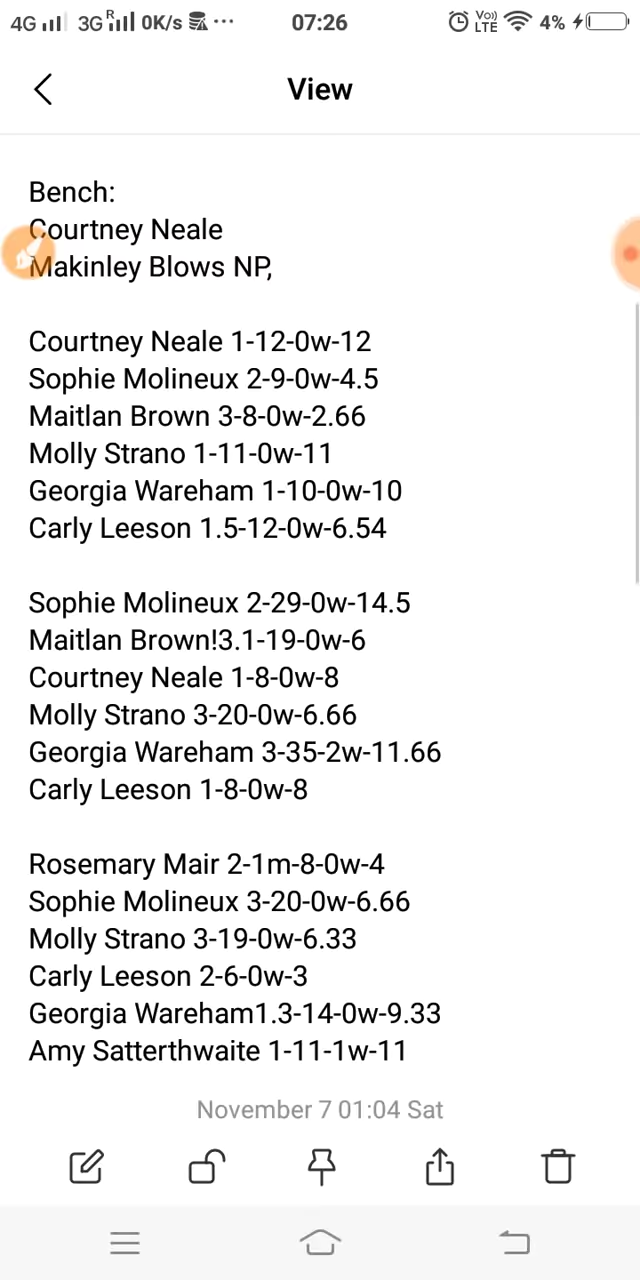 4G 3G R 0K/s ... 07:26 Vo)) LTE 4%
View
Bench:
Courtney Neale
Makinley Blows NP,
Courtney Neale 1-12-0w-12
Sophie Molineux 2-9-0w-4.5
Maitlan Brown 3-8-0w-2.66
Molly Strano 1-11-0w-11
Georgia Wareham 1-10-0w-10
Carly Leeson 1.5-12-0w-6.54
Sophie Molineux 2-29-0w-14.5
Maitlan Brown!3.1-19-0w-6
Courtney Neale 1-8-0w-8
Molly Strano 3-20-0w-6.66
Georgia Wareham 3-35-2w-11.66
Carly Leeson 1-8-0w-8
Rosemary Mair 2-1m-8-0w-4
Sophie Molineux 3-20-0w-6.66
Molly Strano 3-19-0w-6.33
Carly Leeson 2-6-0w-3
Georgia Wareham1.3-14-0w-9.33
Amy Satterthwaite 1-11-1w-11
November 7 01:04 Sat